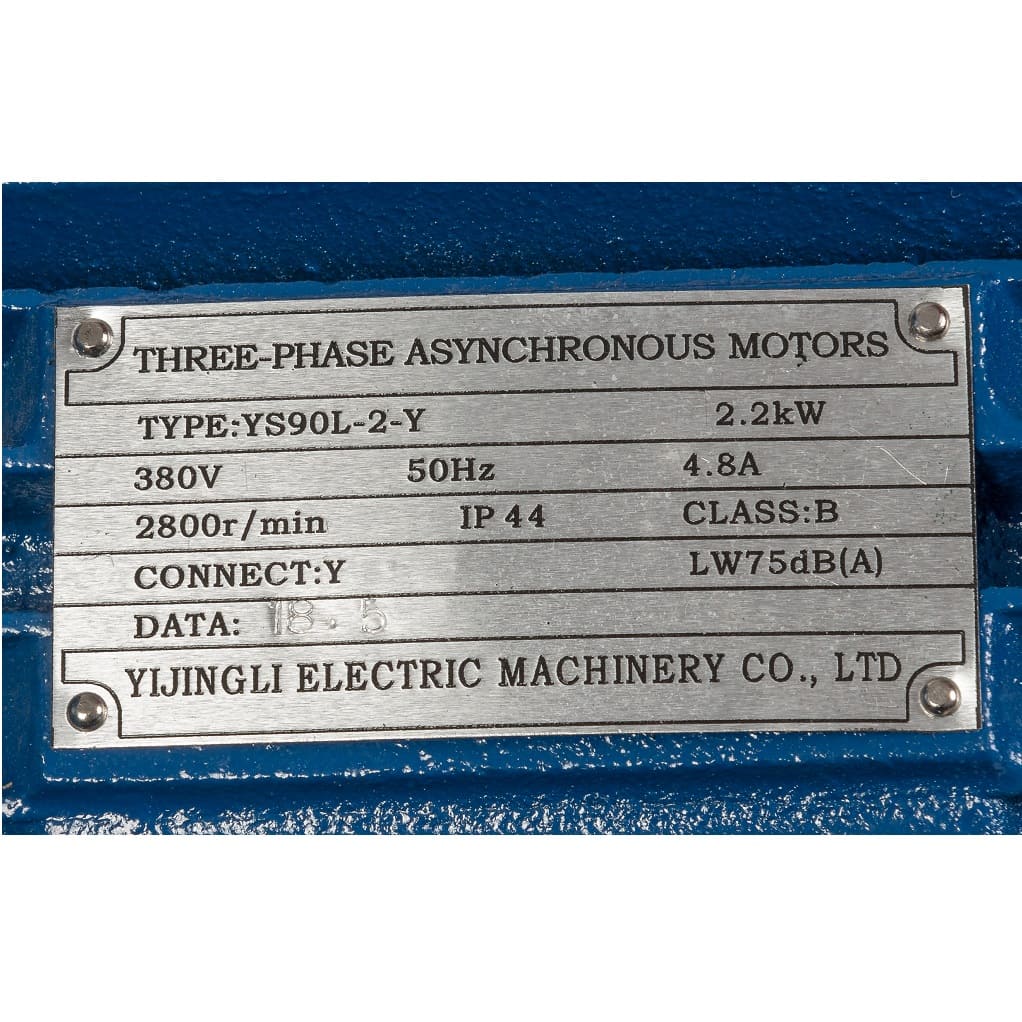 THREE-PHASE ASYNCHRONOUS MOTORS
TYPE:YS90L-2-Y 2.2kW
380V 50Hz 4.8A
2800r/min IP 44 CLASS:B
CONNECT:Y LW75dB(A)
DATA: 18.5
YIJINGLI ELECTRIC MACHINERY CO., LTD